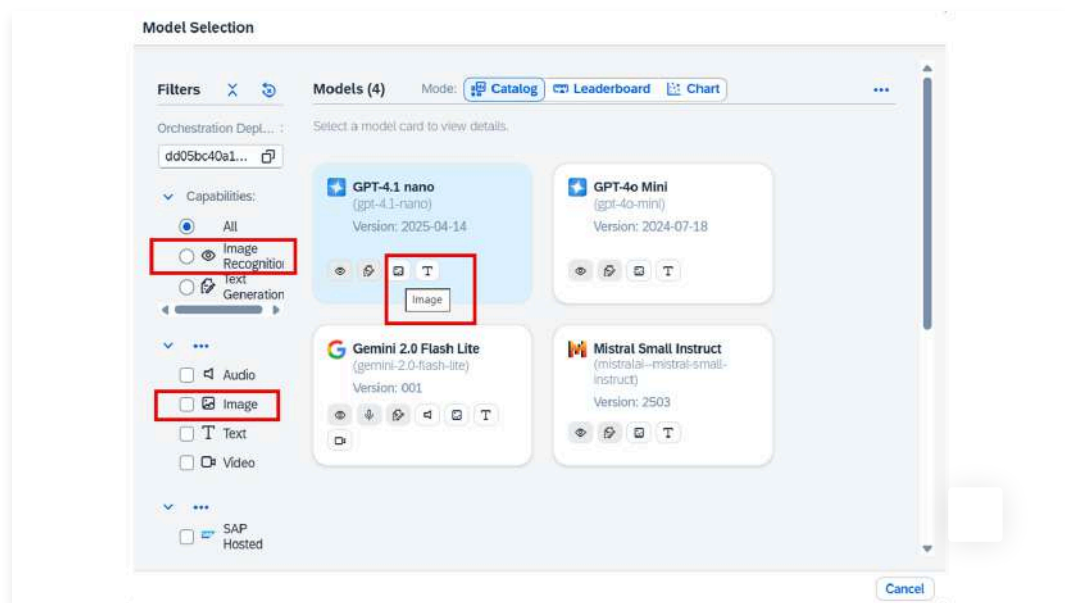 Model Selection
Filters
Models (4)
Mode:
Catalog
Leaderboard
Chart
Orchestration Depl... :
Select a model card to view details.
dd05bc40a1...
Capabilities:
All
Image
Recognition
Text
Generation
Audio
Image
Text
Video
SAP
Hosted
GPT-4.1 nano
(gpt-4.1-nano)
Version: 2025-04-14
T
Image
GPT-4o Mini
(gpt-4o-mini)
Version: 2024-07-18
T
Gemini 2.0 Flash Lite
(gemini-2.0-flash-lite)
Version: 001
T
Mistral Small Instruct
(mistralai--mistral-small-
instruct)
Version: 2503
T
Cancel